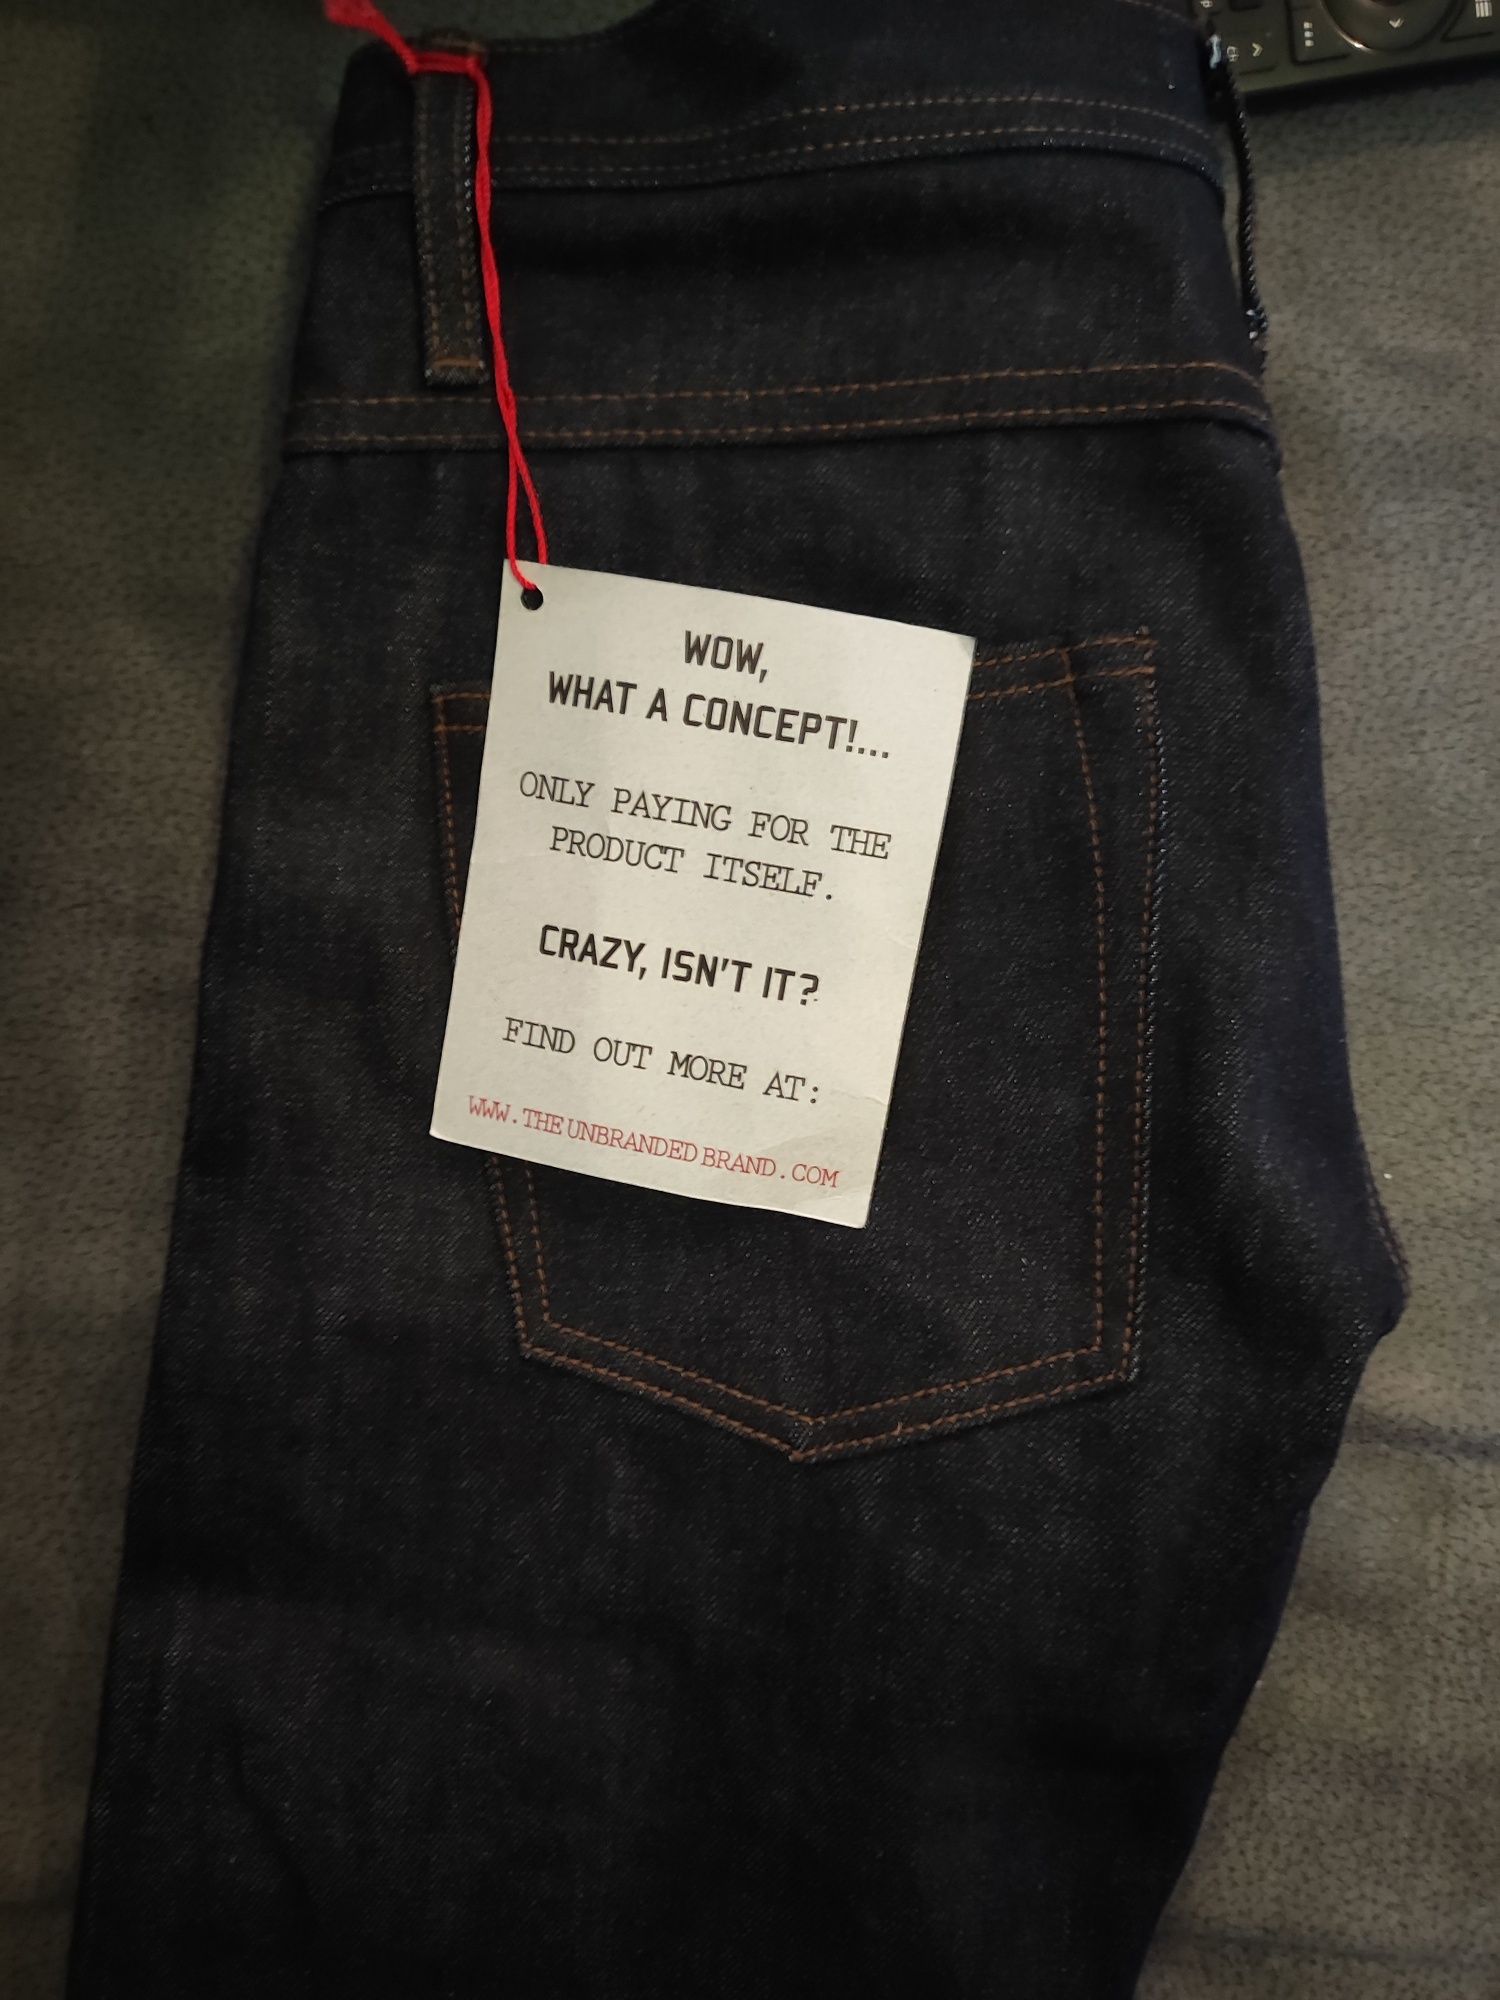 WOW,
WHAT A CONCEPT!...
ONLY PAYING FOR THE
PRODUCT ITSELF.
CRAZY, ISN'T IT?
FIND OUT MORE AT:
WWW.THEUNBRANDEDBRAND.COM